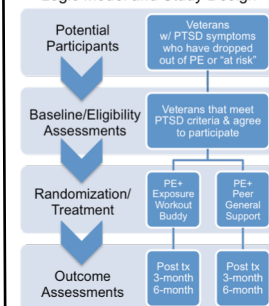 Logic Model and Study Design
Potential
Participants
Veterans
w/ PTSD symptoms
who have dropped
out of PE or "at risk"
Baseline/Eligibility
Assessments
Veterans that meet
PTSD criteria & agree
to participate
Randomization/
Treatment
PE+
Exposure
Workout
Buddy
PE+
Peer
General
Support
Outcome
Assessments
Post tx
3-month
6-month
Post tx
3-month
6-month